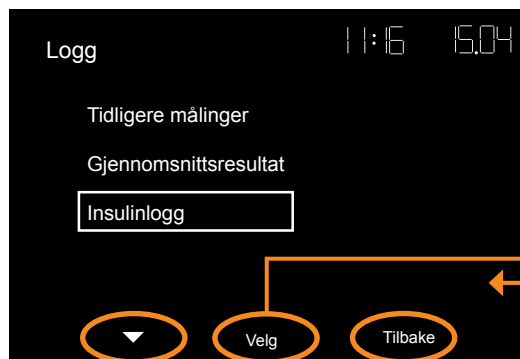 Logg 11:16 15.04
Tidligere målinger
Gjennomsnittsresultat
Insulinlogg
Velg Tilbake